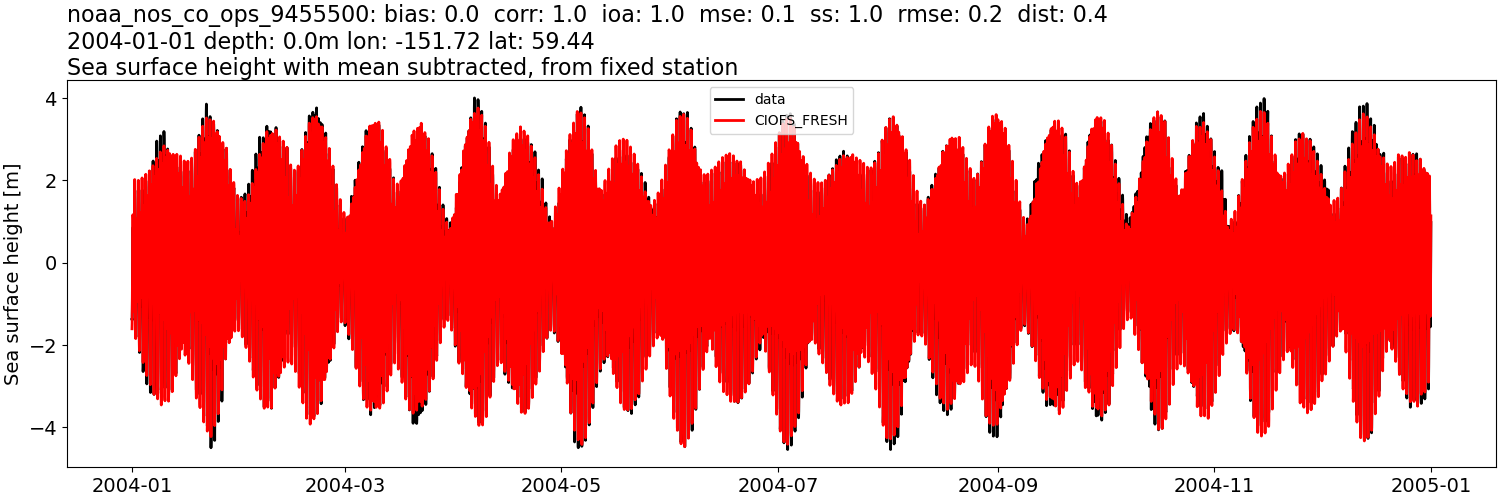 noaa_nos_co_ops_9455500: bias: 0.0  corr: 1.0  ioa: 1.0  mse: 0.1  ss: 1.0  rmse: 0.2  dist: 0.4
2004-01-01 depth: 0.0m lon: -151.72 lat: 59.44
Sea surface height with mean subtracted, from fixed station
data
CIOFS_FRESH
Sea surface height [m]
4
2
0
−2
−4
2004-01 2004-03 2004-05 2004-07 2004-09 2004-11 2005-01